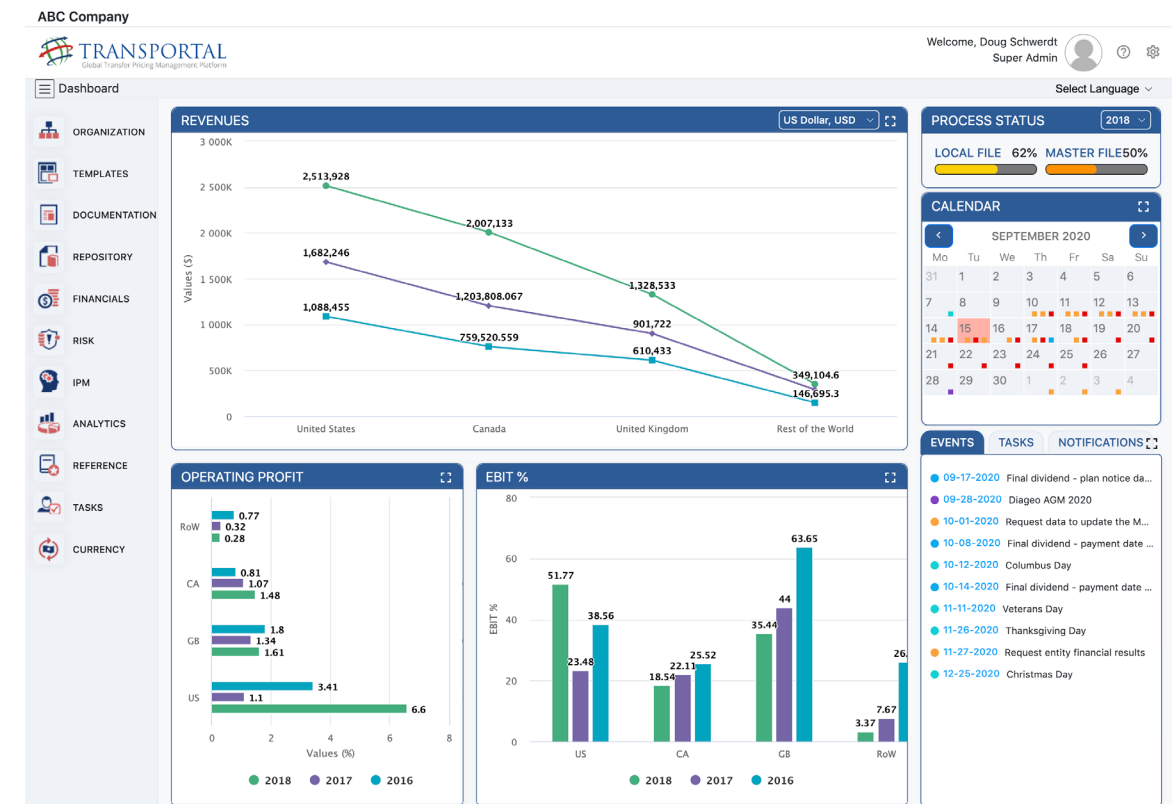 ABC Company
TRANSPORTAL
Global Transfer Pricing Management Platform
Welcome, Doug Schwerdt
Super Admin
Dashboard
Select Language
ORGANIZATION
TEMPLATES
DOCUMENTATION
REPOSITORY
FINANCIALS
RISK
IPM
ANALYTICS
REFERENCE
TASKS
CURRENCY
REVENUES
US Dollar, USD
Values ($)
3 000K
2 500K
2 000K
1 500K
1 000K
500K
0
2,513,928
2,007,133
1,682,246
1,328,533
1,088,455
1,203,808.067
901,722
759,520.559
610,433
349,104.6
146,695.3
United States Canada United Kingdom Rest of the World
OPERATING PROFIT
RoW
0.77
0.32
0.28
CA
0.81
1.07
1.48
GB
1.8
1.34
1.61
US
3.41
1.1
6.6
0 2 4 6 8
Values (%)
2018 2017 2016
EBIT %
EBIT %
80
60
40
20
0
51.77
23.48
38.56
18.54
22.11
25.52
35.44
44
63.65
3.37
7.67
26.
US CA GB RoW
2018 2017 2016
PROCESS STATUS
2018
LOCAL FILE 62% MASTER FILE50%
CALENDAR
SEPTEMBER 2020
Mo Tu We Th Fr Sa Su
31 1 2 3 4 5 6
7 8 9 10 11 12 13
14 15 16 17 18 19 20
21 22 23 24 25 26 27
28 29 30 1 2 3 4
EVENTS TASKS NOTIFICATIONS
09-17-2020 Final dividend - plan notice da...
09-28-2020 Diageo AGM 2020
10-01-2020 Request data to update the M...
10-08-2020 Final dividend - payment date ...
10-12-2020 Columbus Day
10-14-2020 Final dividend - payment date ...
11-11-2020 Veterans Day
11-26-2020 Thanksgiving Day
11-27-2020 Request entity financial results
12-25-2020 Christmas Day